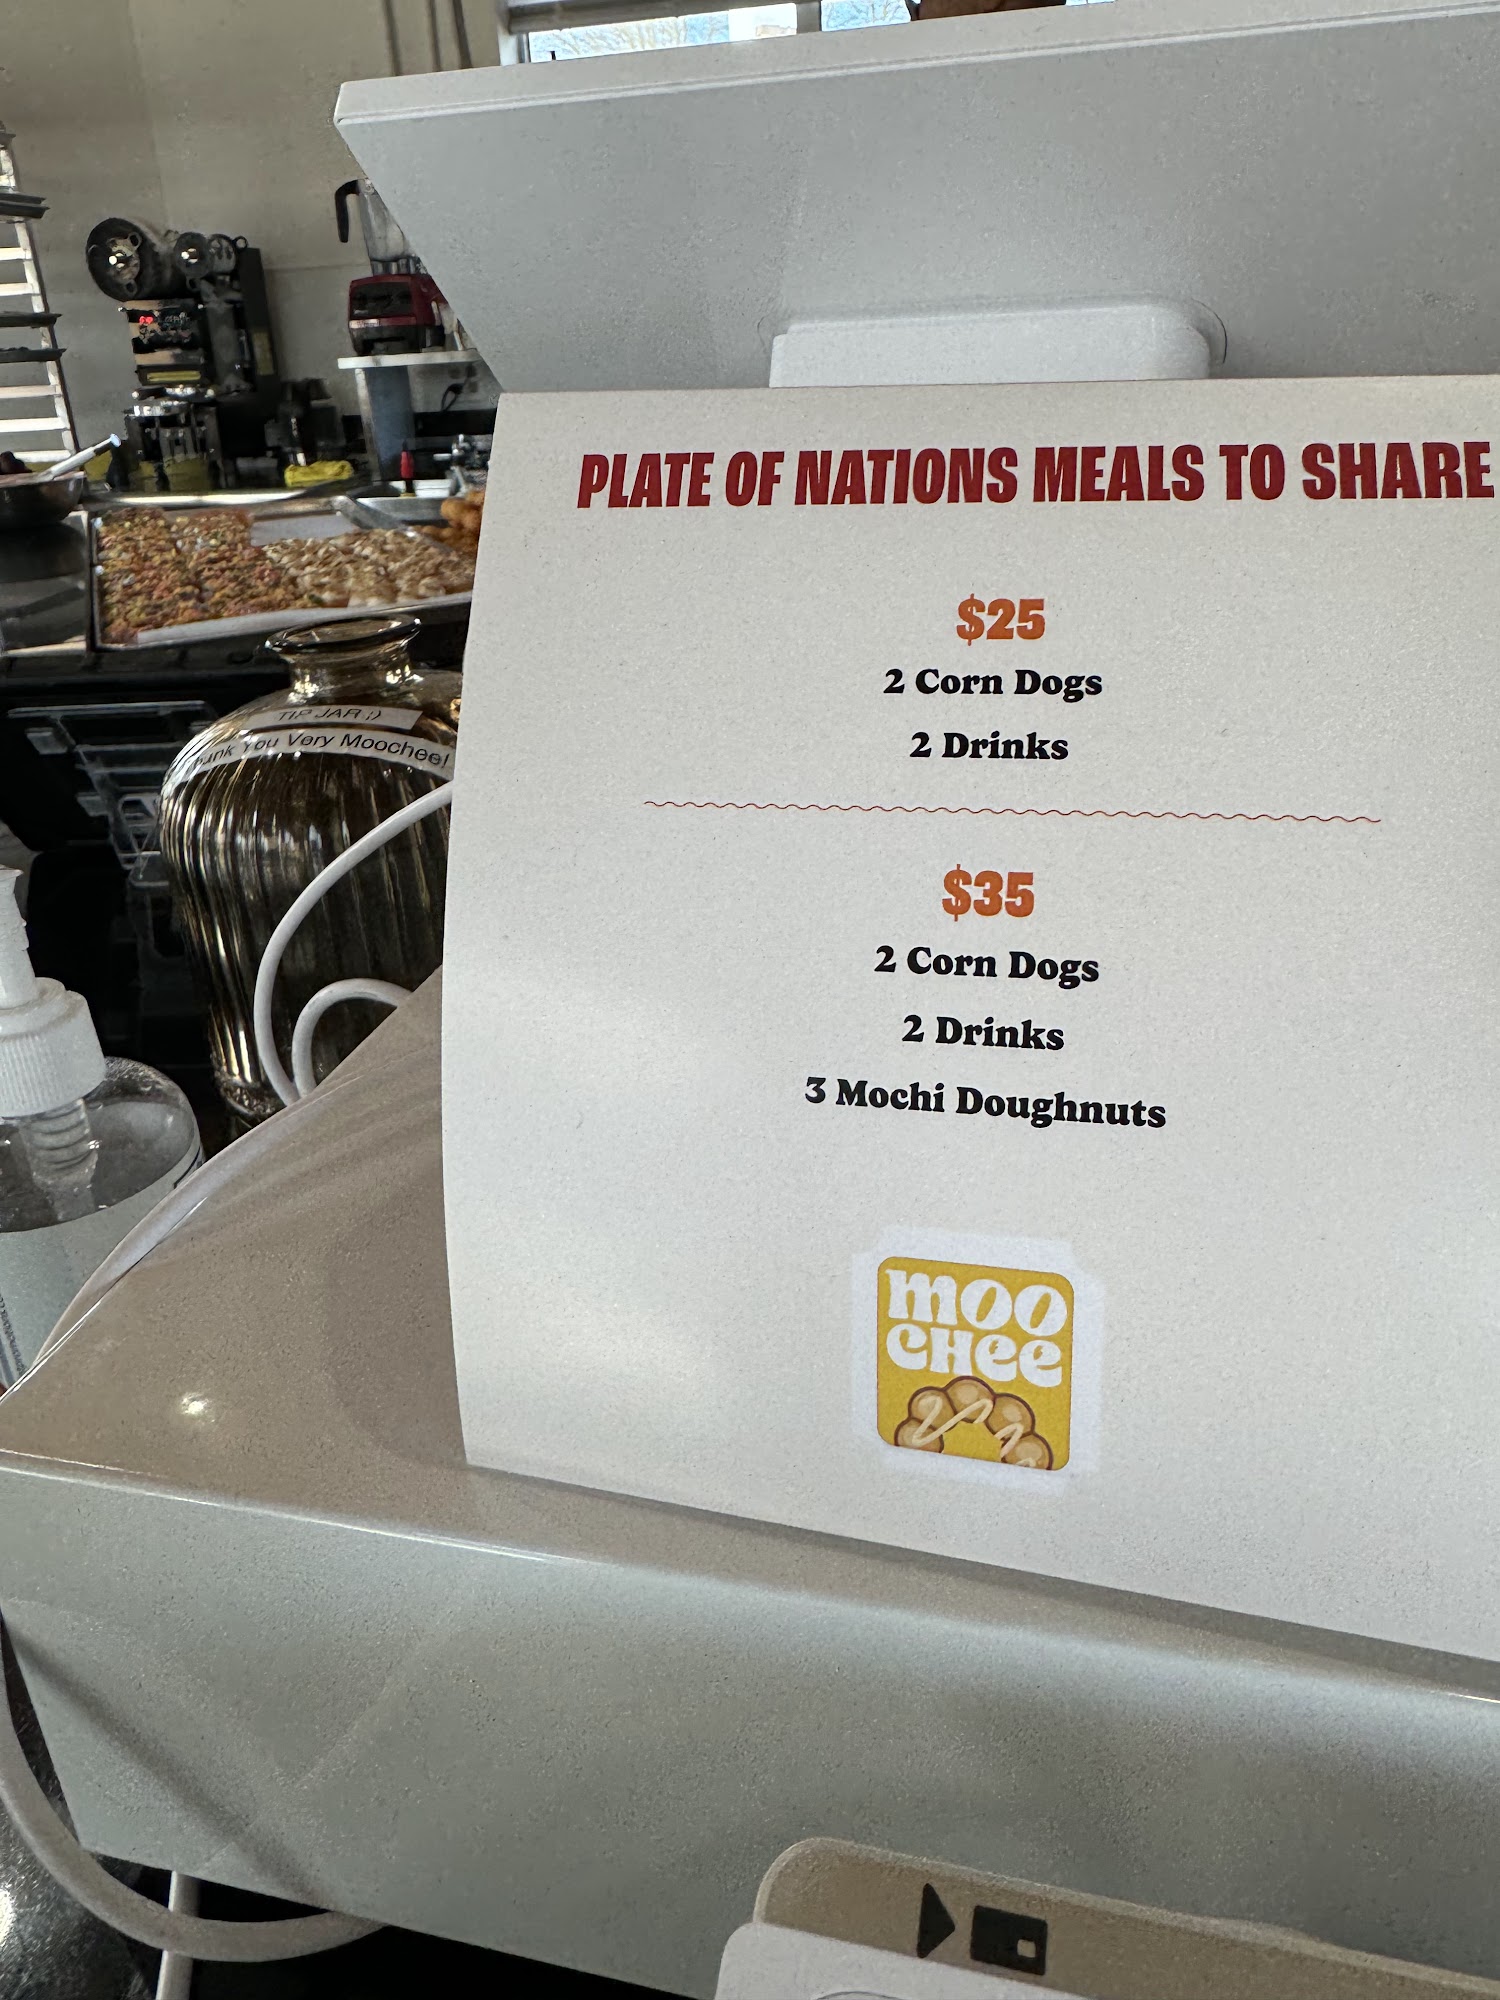 PLATE OF NATIONS MEALS TO SHARE
$25
2 Corn Dogs
2 Drinks
$35
2 Corn Dogs
2 Drinks
3 Mochi Doughnuts
MOO
CHee
TIP JAR :)
You Very Moochee!